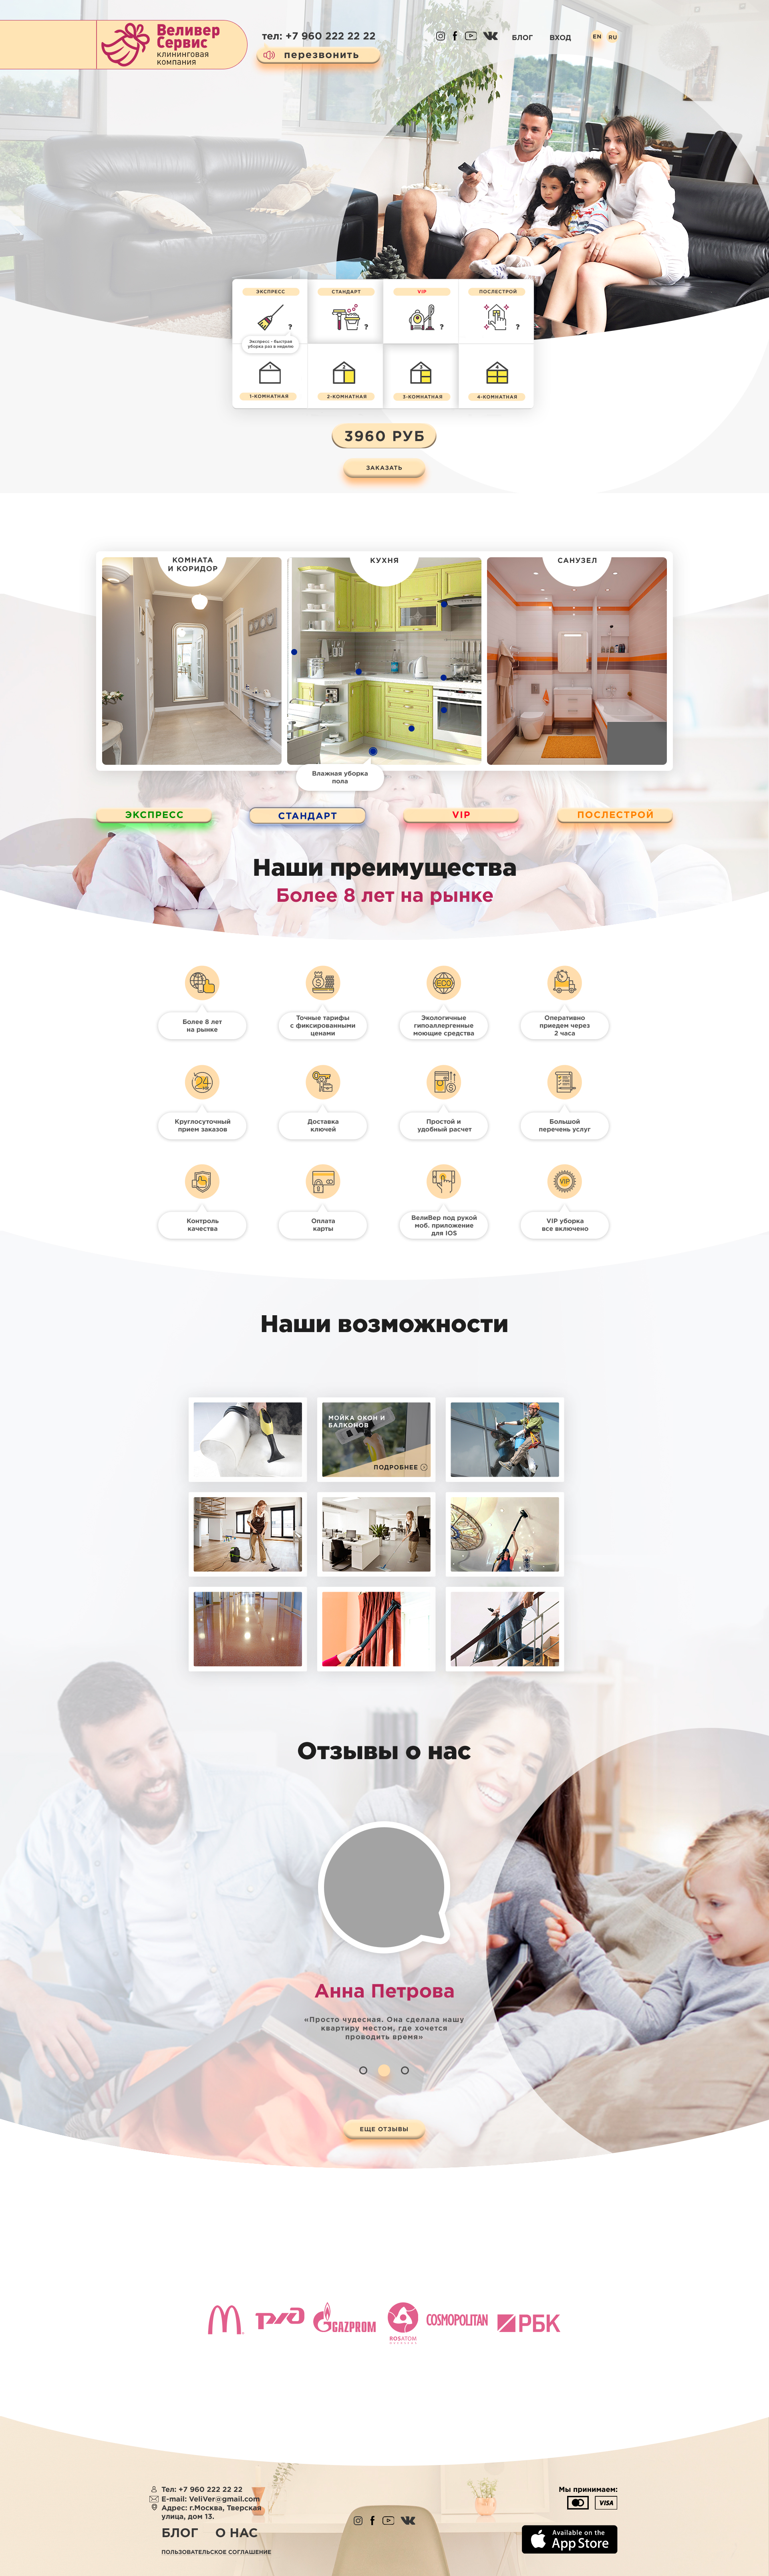 Великер
Сервис
клининговая
компания
тел: +7 960 222 22 22
перезвонить
БЛОГ
ВХОД
EN
RU
ЭКСПРЕСС
СТАНДАРТ
VIP
ПОСЛЕСТРОЙ
?
?
?
?
Экспресс - быстрая
уборка раз в неделю
1
2
3
4
1-КОМНАТНАЯ
2-КОМНАТНАЯ
3-КОМНАТНАЯ
4-КОМНАТНАЯ
3960 РУБ
ЗАКАЗАТЬ
КОМНАТА
И КОРИДОР
КУХНЯ
САНУЗЕЛ
Влажная уборка
пола
ЭКСПРЕСС
СТАНДАРТ
VIP
ПОСЛЕСТРОЙ
Наши преимущества
Более 8 лет на рынке
ECO
Более 8 лет
на рынке
Точные тарифы
с фиксированными
ценами
Экологичные
гипоаллергенные
моющие средства
Оперативно
приедем через
2 часа
24
Круглосуточный
прием заказов
Доставка
ключей
Простой и
удобный расчет
Большой
перечень услуг
VIP
Контроль
качества
Оплата
карты
ВелиВер под рукой
моб. приложение
для IOS
VIP уборка
все включено
Наши возможности
МОЙКА ОКОН И
БАЛКОНОВ
ПОДРОБНЕЕ
Отзывы о нас
Анна Петрова
«Просто чудесная. Она сделала нашу
квартиру местом, где хочется
проводить время»
ЕЩЕ ОТЗЫВЫ
РЖД
GAZPROM
ROSATOM
COSMOPOLITAN
РБК
Тел: +7 960 222 22 22
E-mail: VeliVer@gmail.com
Адрес: г.Москва, Тверская
улица, дом 13.
БЛОГ
О НАС
ПОЛЬЗОВАТЕЛЬСКОЕ СОГЛАШЕНИЕ
Мы принимаем:
VISA
Available on the
App Store